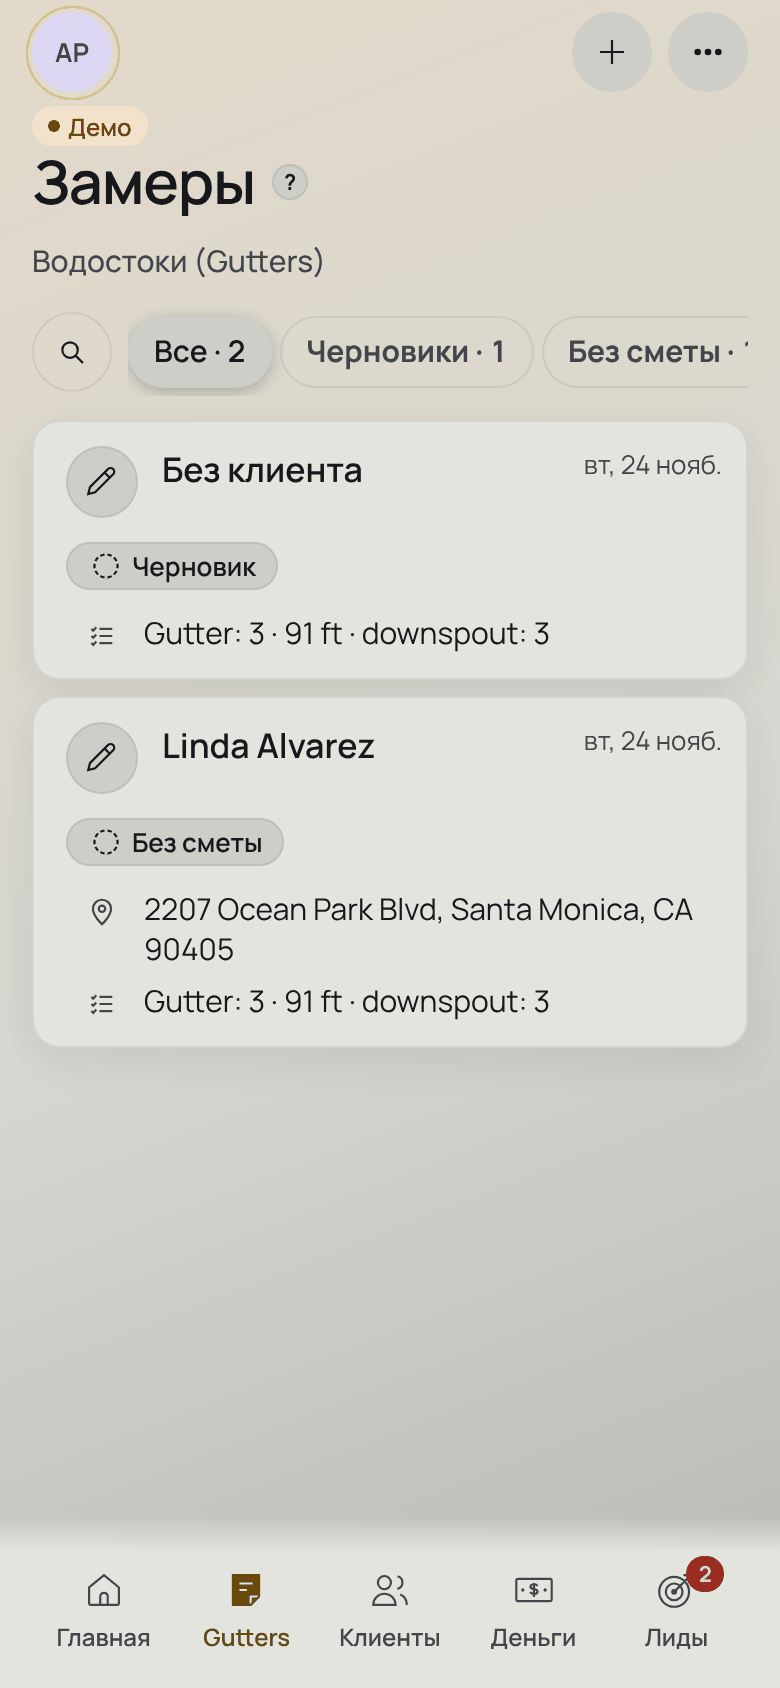 AP
Демо
Замеры ?
Водостоки (Gutters)
Все · 2
Черновики · 1
Без сметы ·
Без клиента
вт, 24 нояб.
Черновик
Gutter: 3 · 91 ft · downspout: 3
Linda Alvarez
вт, 24 нояб.
Без сметы
2207 Ocean Park Blvd, Santa Monica, CA
90405
Gutter: 3 · 91 ft · downspout: 3
2
Главная
Gutters
Клиенты
Деньги
Лиды